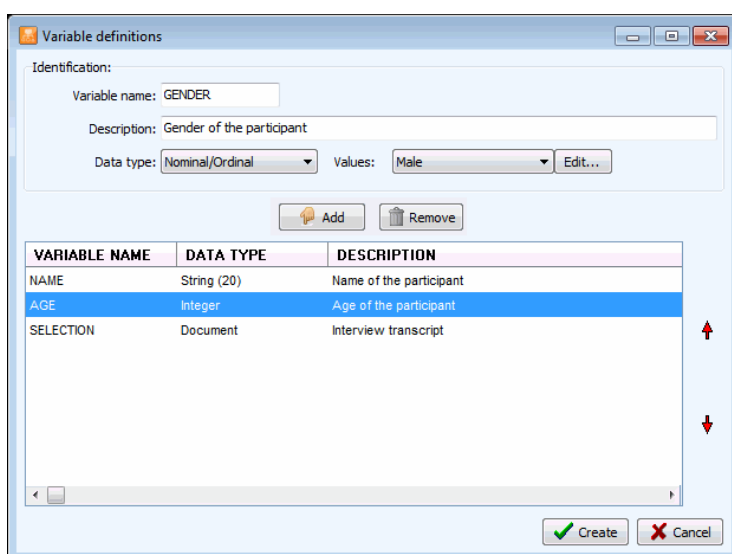 Variable definitions
Identification:
Variable name: GENDER
Description: Gender of the participant
Data type: Nominal/Ordinal Values: Male Edit...
Add Remove
VARIABLE NAME DATA TYPE DESCRIPTION
NAME String (20) Name of the participant
AGE Integer Age of the participant
SELECTION Document Interview transcript
Create Cancel